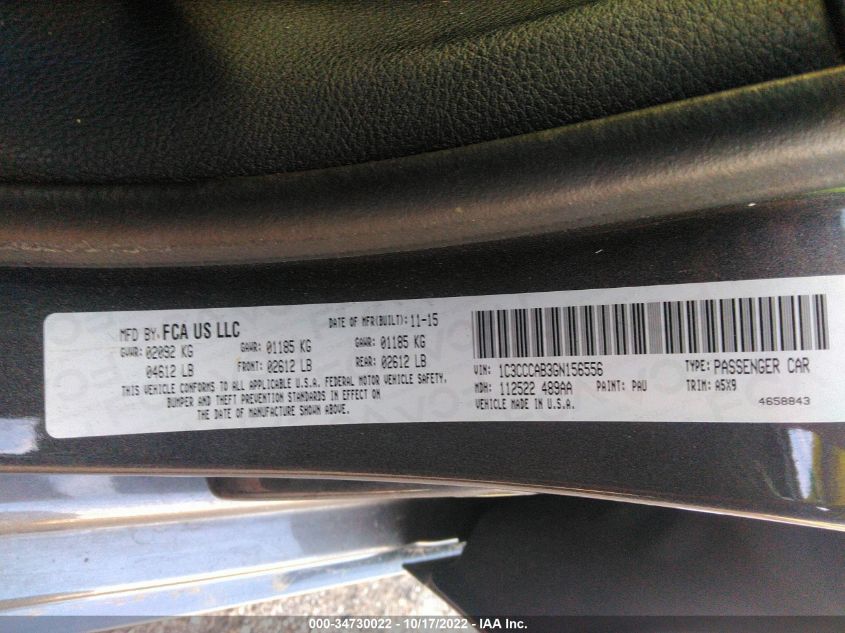 MFD BY: FCA US LLC DATE OF MFR(BUILT): 11-15
GVWR: 02092 KG GAWR: 01185 KG GAWR: 01185 KG
04612 LB FRONT: 02612 LB REAR: 02612 LB
THIS VEHICLE CONFORMS TO ALL APPLICABLE U.S.A. FEDERAL MOTOR VEHICLE SAFETY,
BUMPER AND THEFT PREVENTION STANDARDS IN EFFECT ON
THE DATE OF MANUFACTURE SHOWN ABOVE.
VIN: 1C3CCCAB3GN156556 TYPE: PASSENGER CAR
MDH: 112522 489AA PAINT: PAU TRIM: A5X9
VEHICLE MADE IN U.S.A. 4658843
000-34730022 - 10/17/2022 - IAA Inc.